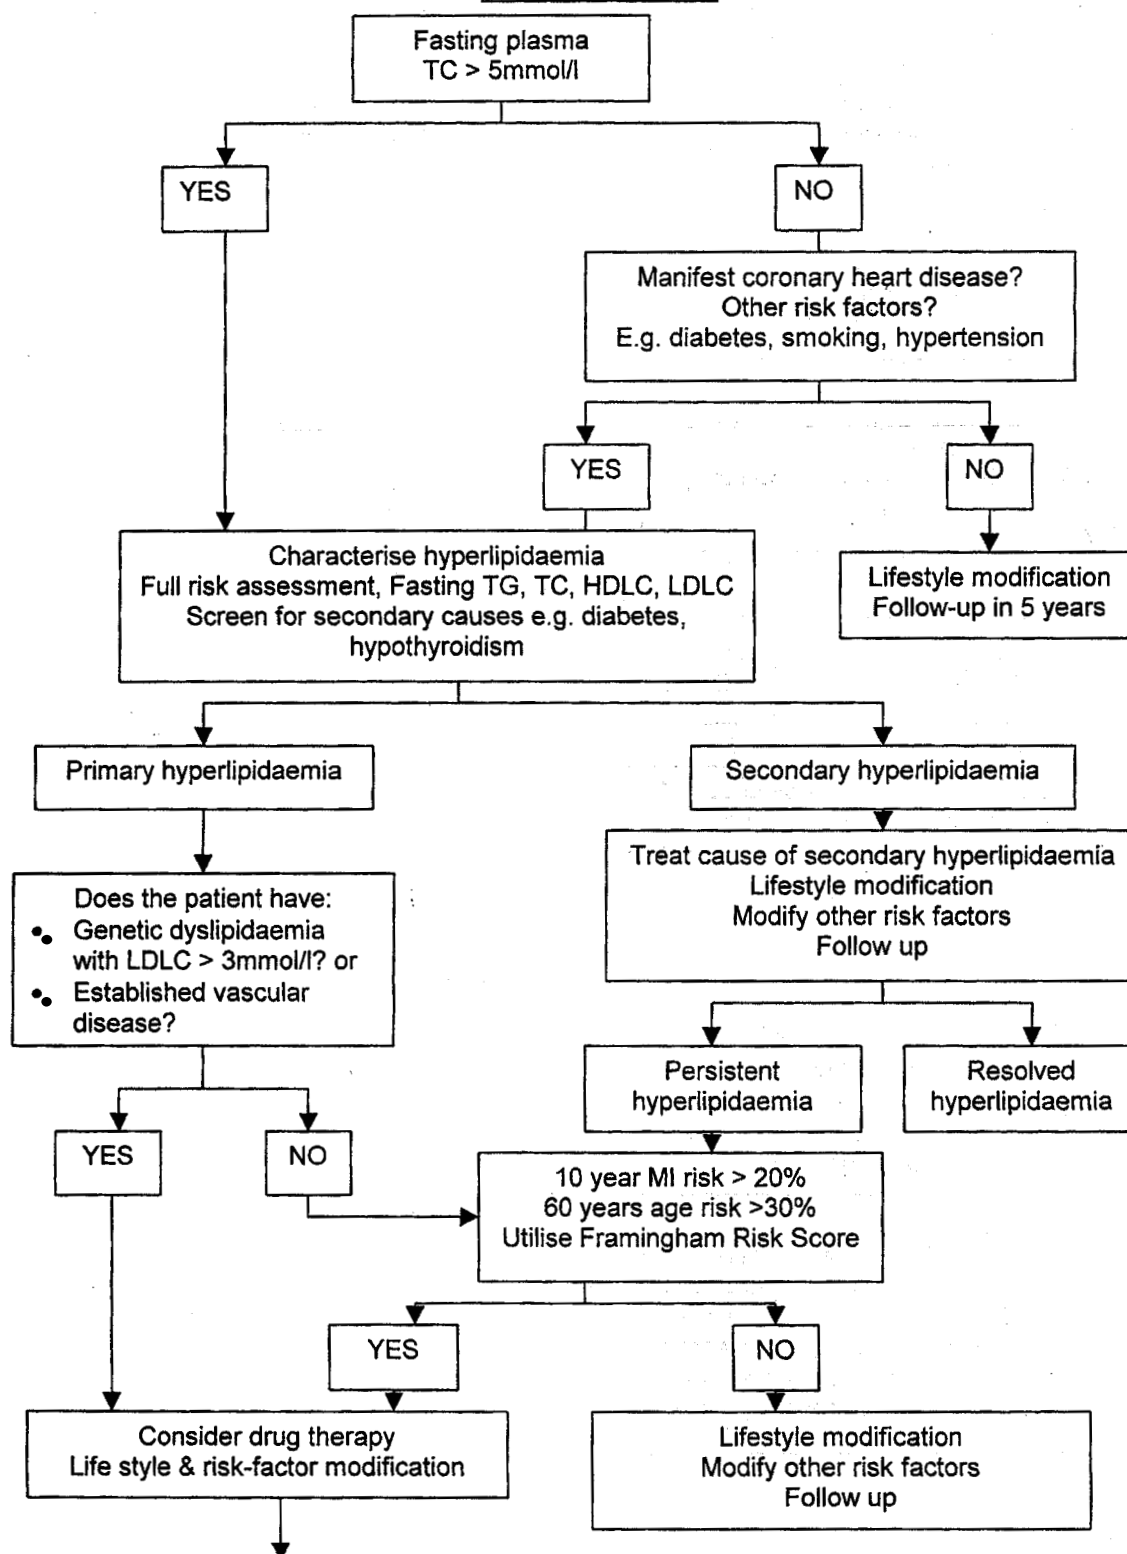 Fasting plasma
TC > 5mmol/l
YES
NO
Manifest coronary heart disease?
Other risk factors?
E.g. diabetes, smoking, hypertension
YES
NO
Characterise hyperlipidaemia
Full risk assessment, Fasting TG, TC, HDLC, LDLC
Screen for secondary causes e.g. diabetes,
hypothyroidism
Lifestyle modification
Follow-up in 5 years
Primary hyperlipidaemia
Secondary hyperlipidaemia
Treat cause of secondary hyperlipidaemia
Lifestyle modification
Modify other risk factors
Follow up
Does the patient have:
Genetic dyslipidaemia
with LDLC > 3mmol/l? or
Established vascular
disease?
Persistent
hyperlipidaemia
Resolved
hyperlipidaemia
YES
NO
10 year MI risk > 20%
60 years age risk >30%
Utilise Framingham Risk Score
YES
NO
Consider drug therapy
Life style & risk-factor modification
Lifestyle modification
Modify other risk factors
Follow up